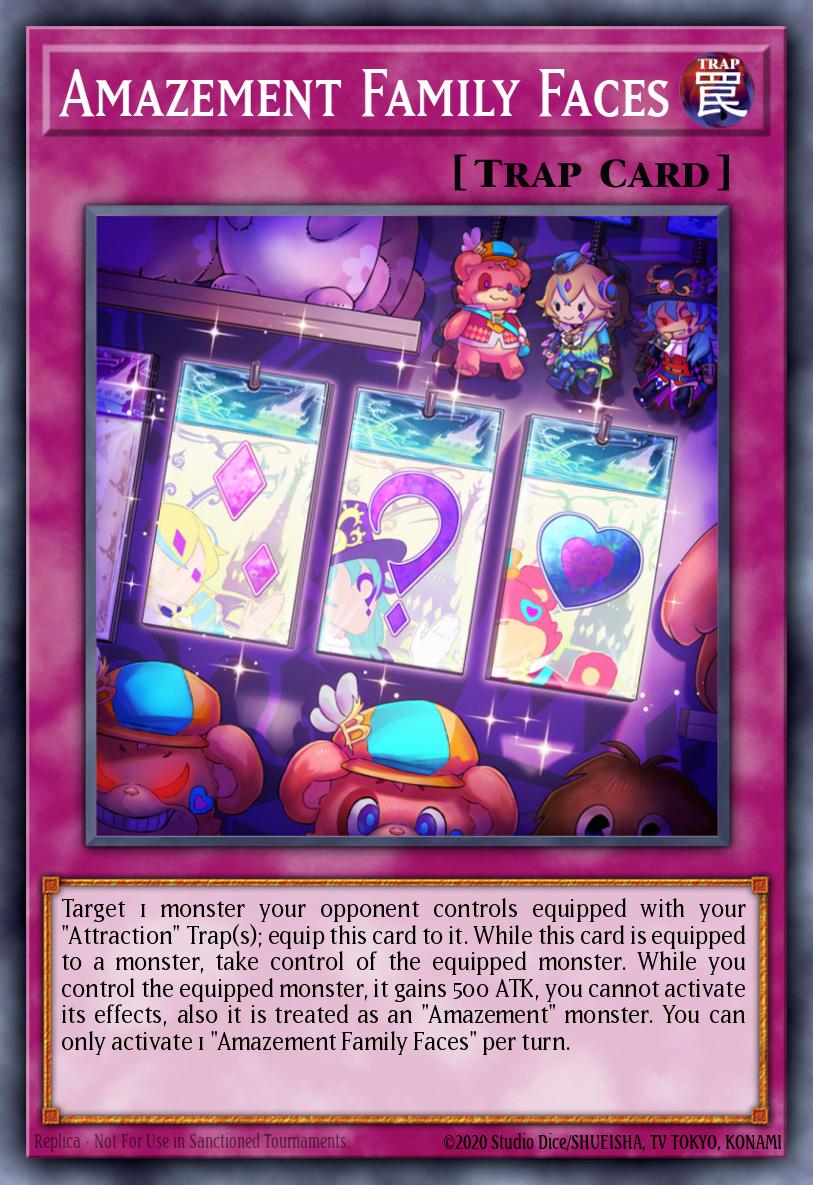 Amazement Family Faces
TRAP
罠
[Trap Card]
B
Target 1 monster your opponent controls equipped with your
"Attraction" Trap(s); equip this card to it. While this card is equipped
to a monster, take control of the equipped monster. While you
control the equipped monster, it gains 500 ATK, you cannot activate
its effects, also it is treated as an "Amazement" monster. You can
only activate 1 "Amazement Family Faces" per turn.
Replica - Not For Use in Sanctioned Tournaments.
©2020 Studio Dice/SHUEISHA, TV TOKYO, KONAMI